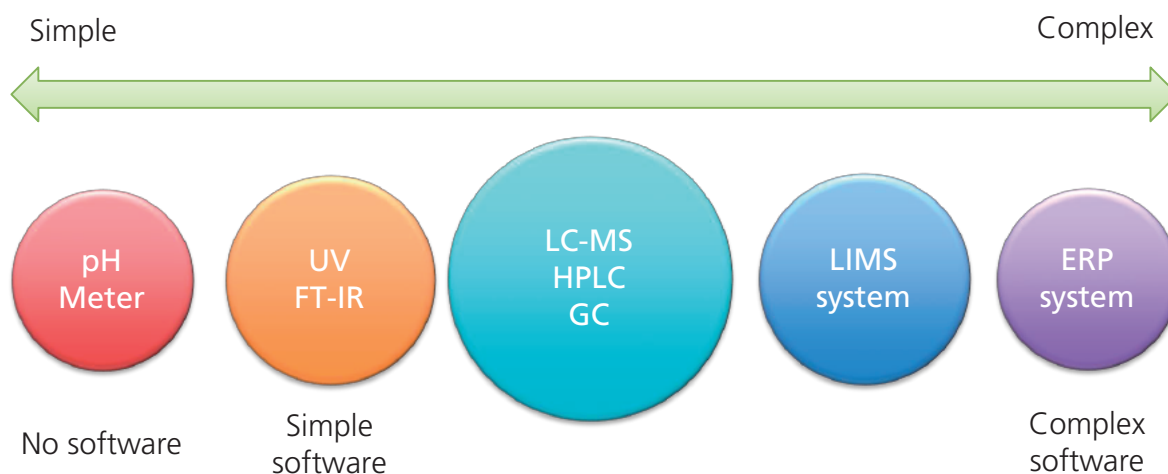 Simple
Complex
pH
Meter
UV
FT-IR
LC-MS
HPLC
GC
LIMS
system
ERP
system
No software
Simple
software
Complex
software